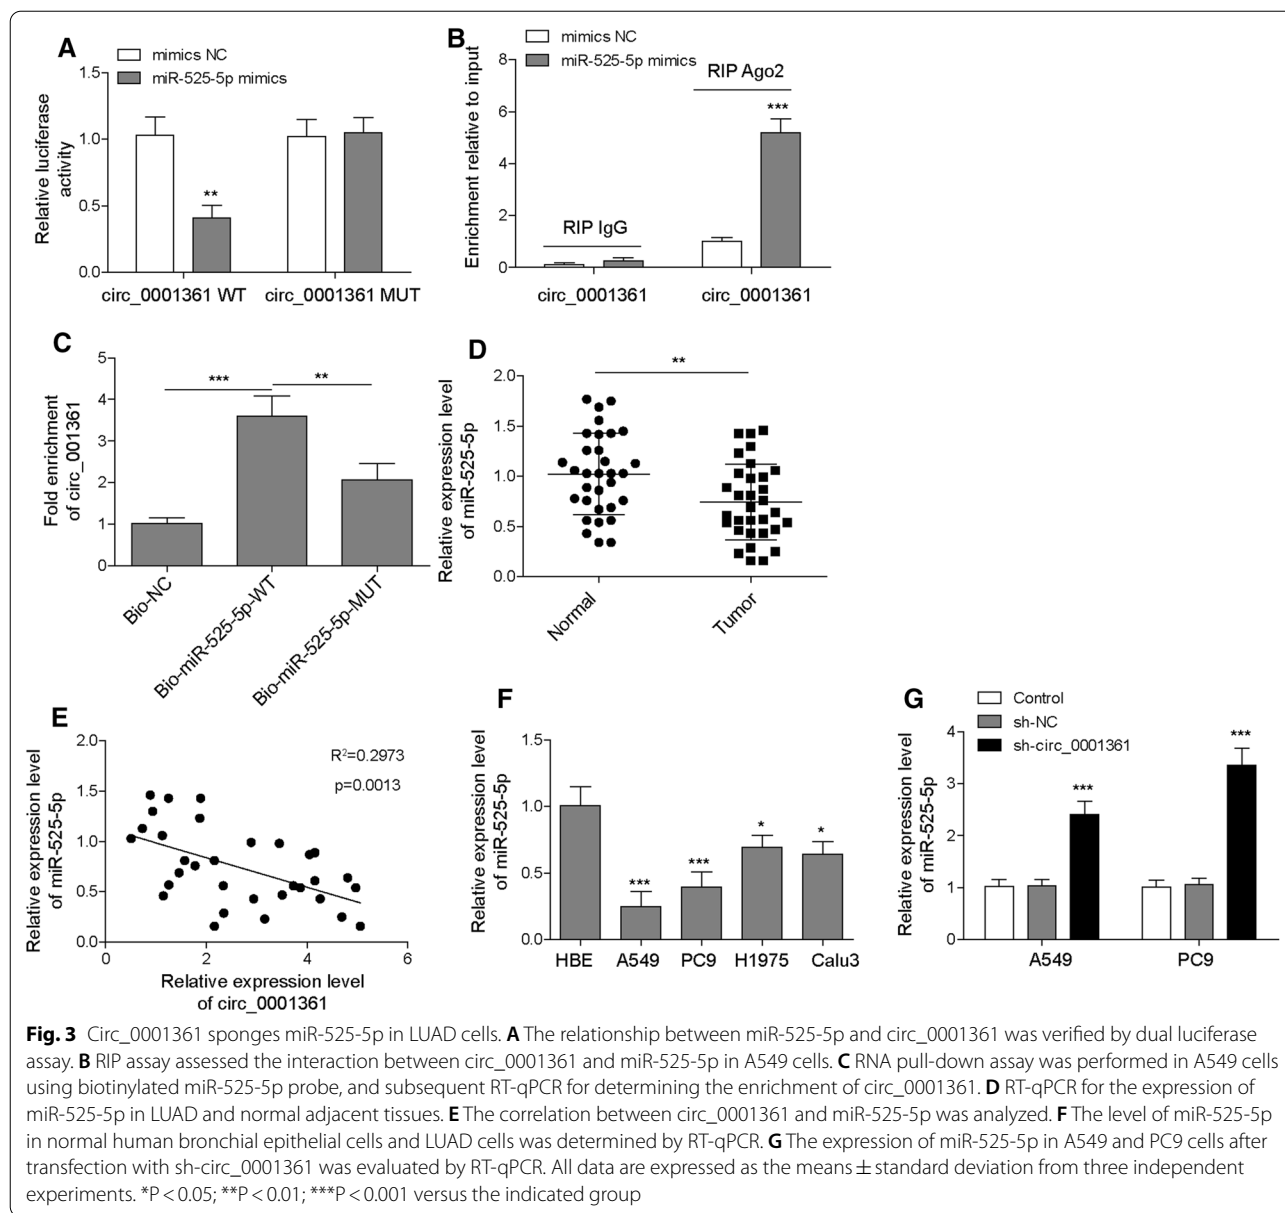 A
mimics NC
miR-525-5p mimics
Relative luciferase
activity
1.5
1.0
0.5
0.0
**
circ_0001361 WT
circ_0001361 MUT
B
mimics NC
miR-525-5p mimics
Enrichment relative to input
8
6
4
2
0
RIP IgG
RIP Ago2
***
circ_0001361
circ_0001361
C
Fold enrichment
of circ_001361
5
4
3
2
1
0
***
**
Bio-NC
Bio-miR-525-5p-WT
Bio-miR-525-5p-MUT
D
Relative expression level
of miR-525-5p
2.0
1.5
1.0
0.5
0.0
**
Normal
Tumor
E
Relative expression level
of miR-525-5p
2.0
1.5
1.0
0.5
0.0
R²=0.2973
p=0.0013
0
2
4
6
Relative expression level
of circ_0001361
F
Relative expression level
of miR-525-5p
1.5
1.0
0.5
0.0
***
***
*
*
HBE
A549
PC9
H1975
Calu3
G
Control
sh-NC
sh-circ_0001361
Relative expression level
of miR-525-5p
4
3
2
1
0
***
***
A549
PC9
Fig. 3 Circ_0001361 sponges miR-525-5p in LUAD cells. A The relationship between miR-525-5p and circ_0001361 was verified by dual luciferase
assay. B RIP assay assessed the interaction between circ_0001361 and miR-525-5p in A549 cells. C RNA pull-down assay was performed in A549 cells
using biotinylated miR-525-5p probe, and subsequent RT-qPCR for determining the enrichment of circ_0001361. D RT-qPCR for the expression of
miR-525-5p in LUAD and normal adjacent tissues. E The correlation between circ_0001361 and miR-525-5p was analyzed. F The level of miR-525-5p
in normal human bronchial epithelial cells and LUAD cells was determined by RT-qPCR. G The expression of miR-525-5p in A549 and PC9 cells after
transfection with sh-circ_0001361 was evaluated by RT-qPCR. All data are expressed as the means ± standard deviation from three independent
experiments. *P < 0.05; **P < 0.01; ***P < 0.001 versus the indicated group